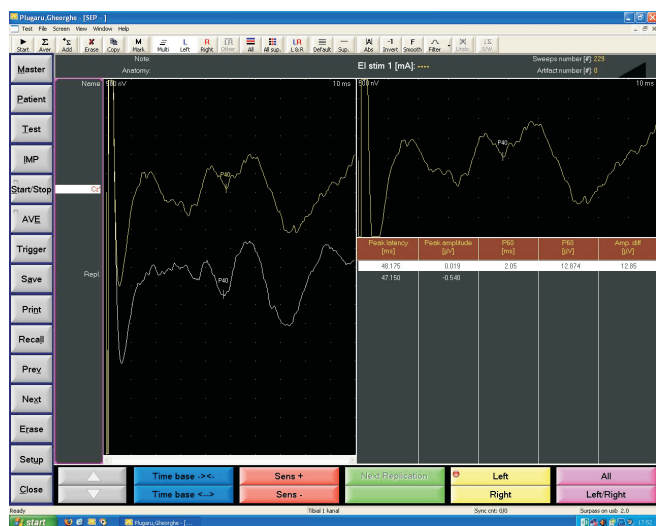 Plugaru,Gheorghe - [SEP - ]
Test File Screen View Window Help
Start Aver Add Erase Copy Mark Multi Left Right Other All All sup. L & R Default Sup. Abs Invert Smooth Filter Undo S/W
Note:
Anatomy:
El stim 1 [mA]: ----
Sweeps number [#]: 229
Artifact number [#]: 0
Master
Patient
Test
IMP
Start/Stop
AVE
Trigger
Save
Print
Recall
Prev
Next
Erase
Setup
Close
Name
500 nV
10 ms
P40
Cz
Repl.
P40
500 nV
10 ms
P40
Peak latency [ms] Peak amplitude [µV] P60 [ms] P60 [µV] Amp. diff [µV]
48.175 0.019 2.05 12.874 12.85
47.150 -0.540
Time base -><- Sens + Next Replication Left All
Time base <--> Sens - Right Left/Right
Ready Tibial 1 kanal Sync cnt: 0/0 Surpass on usb 2.0
start Plugaru,Gheorghe - [... 17:52